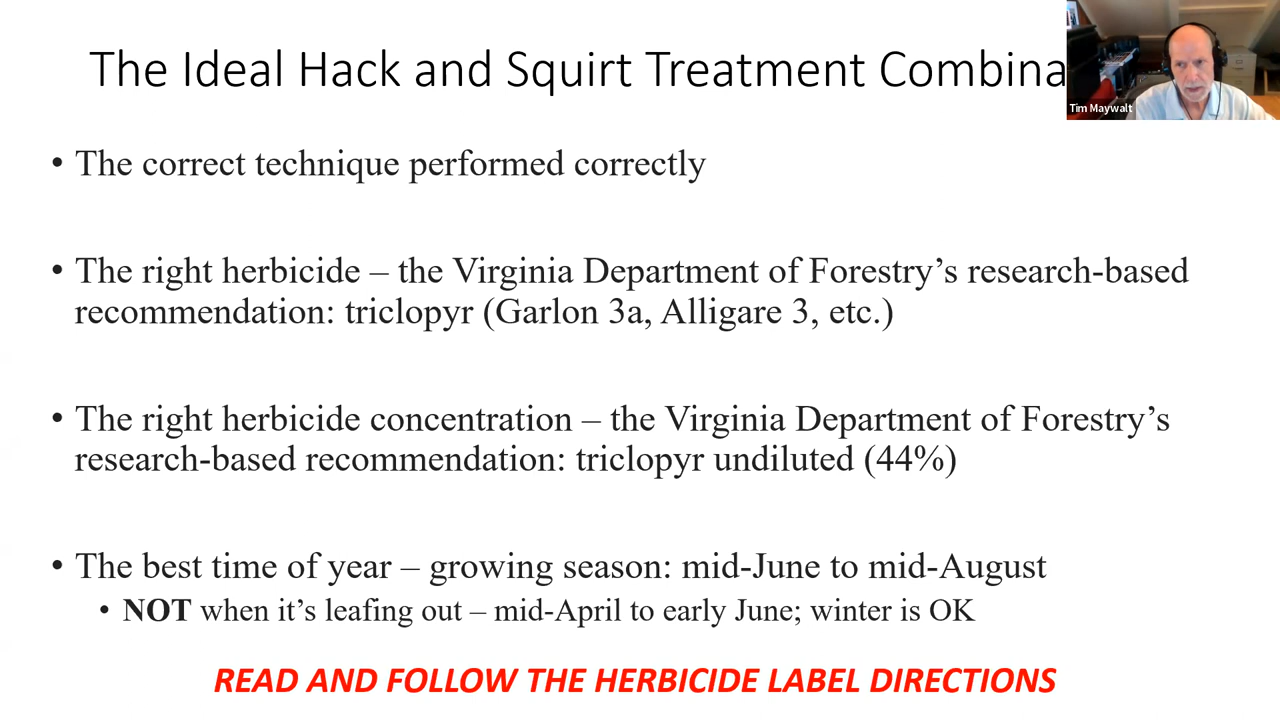 The Ideal Hack and Squirt Treatment Combina
Tim Maywalt
• The correct technique performed correctly
• The right herbicide – the Virginia Department of Forestry’s research-based
recommendation: triclopyr (Garlon 3a, Alligare 3, etc.)
• The right herbicide concentration – the Virginia Department of Forestry’s
research-based recommendation: triclopyr undiluted (44%)
• The best time of year – growing season: mid-June to mid-August
• NOT when it’s leafing out – mid-April to early June; winter is OK
READ AND FOLLOW THE HERBICIDE LABEL DIRECTIONS